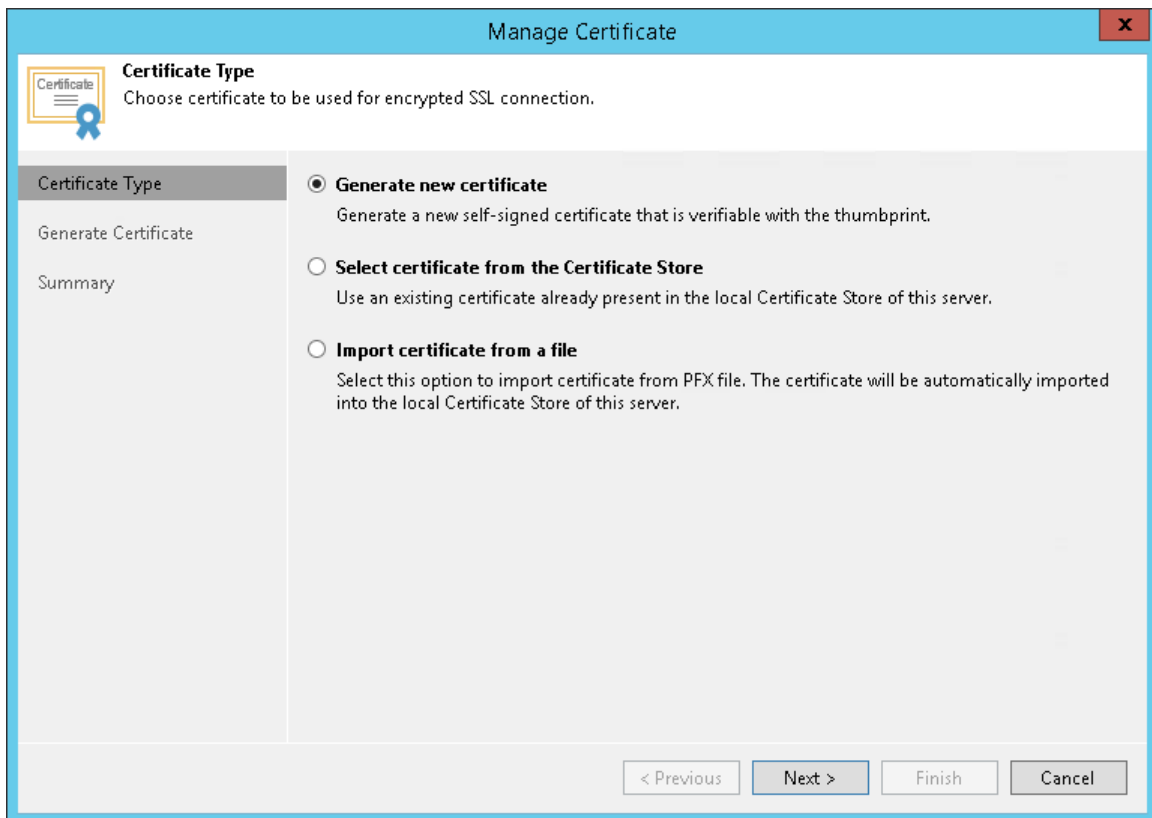 Manage Certificate
x
Certificate
Certificate Type
Choose certificate to be used for encrypted SSL connection.
Certificate Type
Generate Certificate
Summary
Generate new certificate
Generate a new self-signed certificate that is verifiable with the thumbprint.
Select certificate from the Certificate Store
Use an existing certificate already present in the local Certificate Store of this server.
Import certificate from a file
Select this option to import certificate from PFX file. The certificate will be automatically imported
into the local Certificate Store of this server.
< Previous
Next >
Finish
Cancel